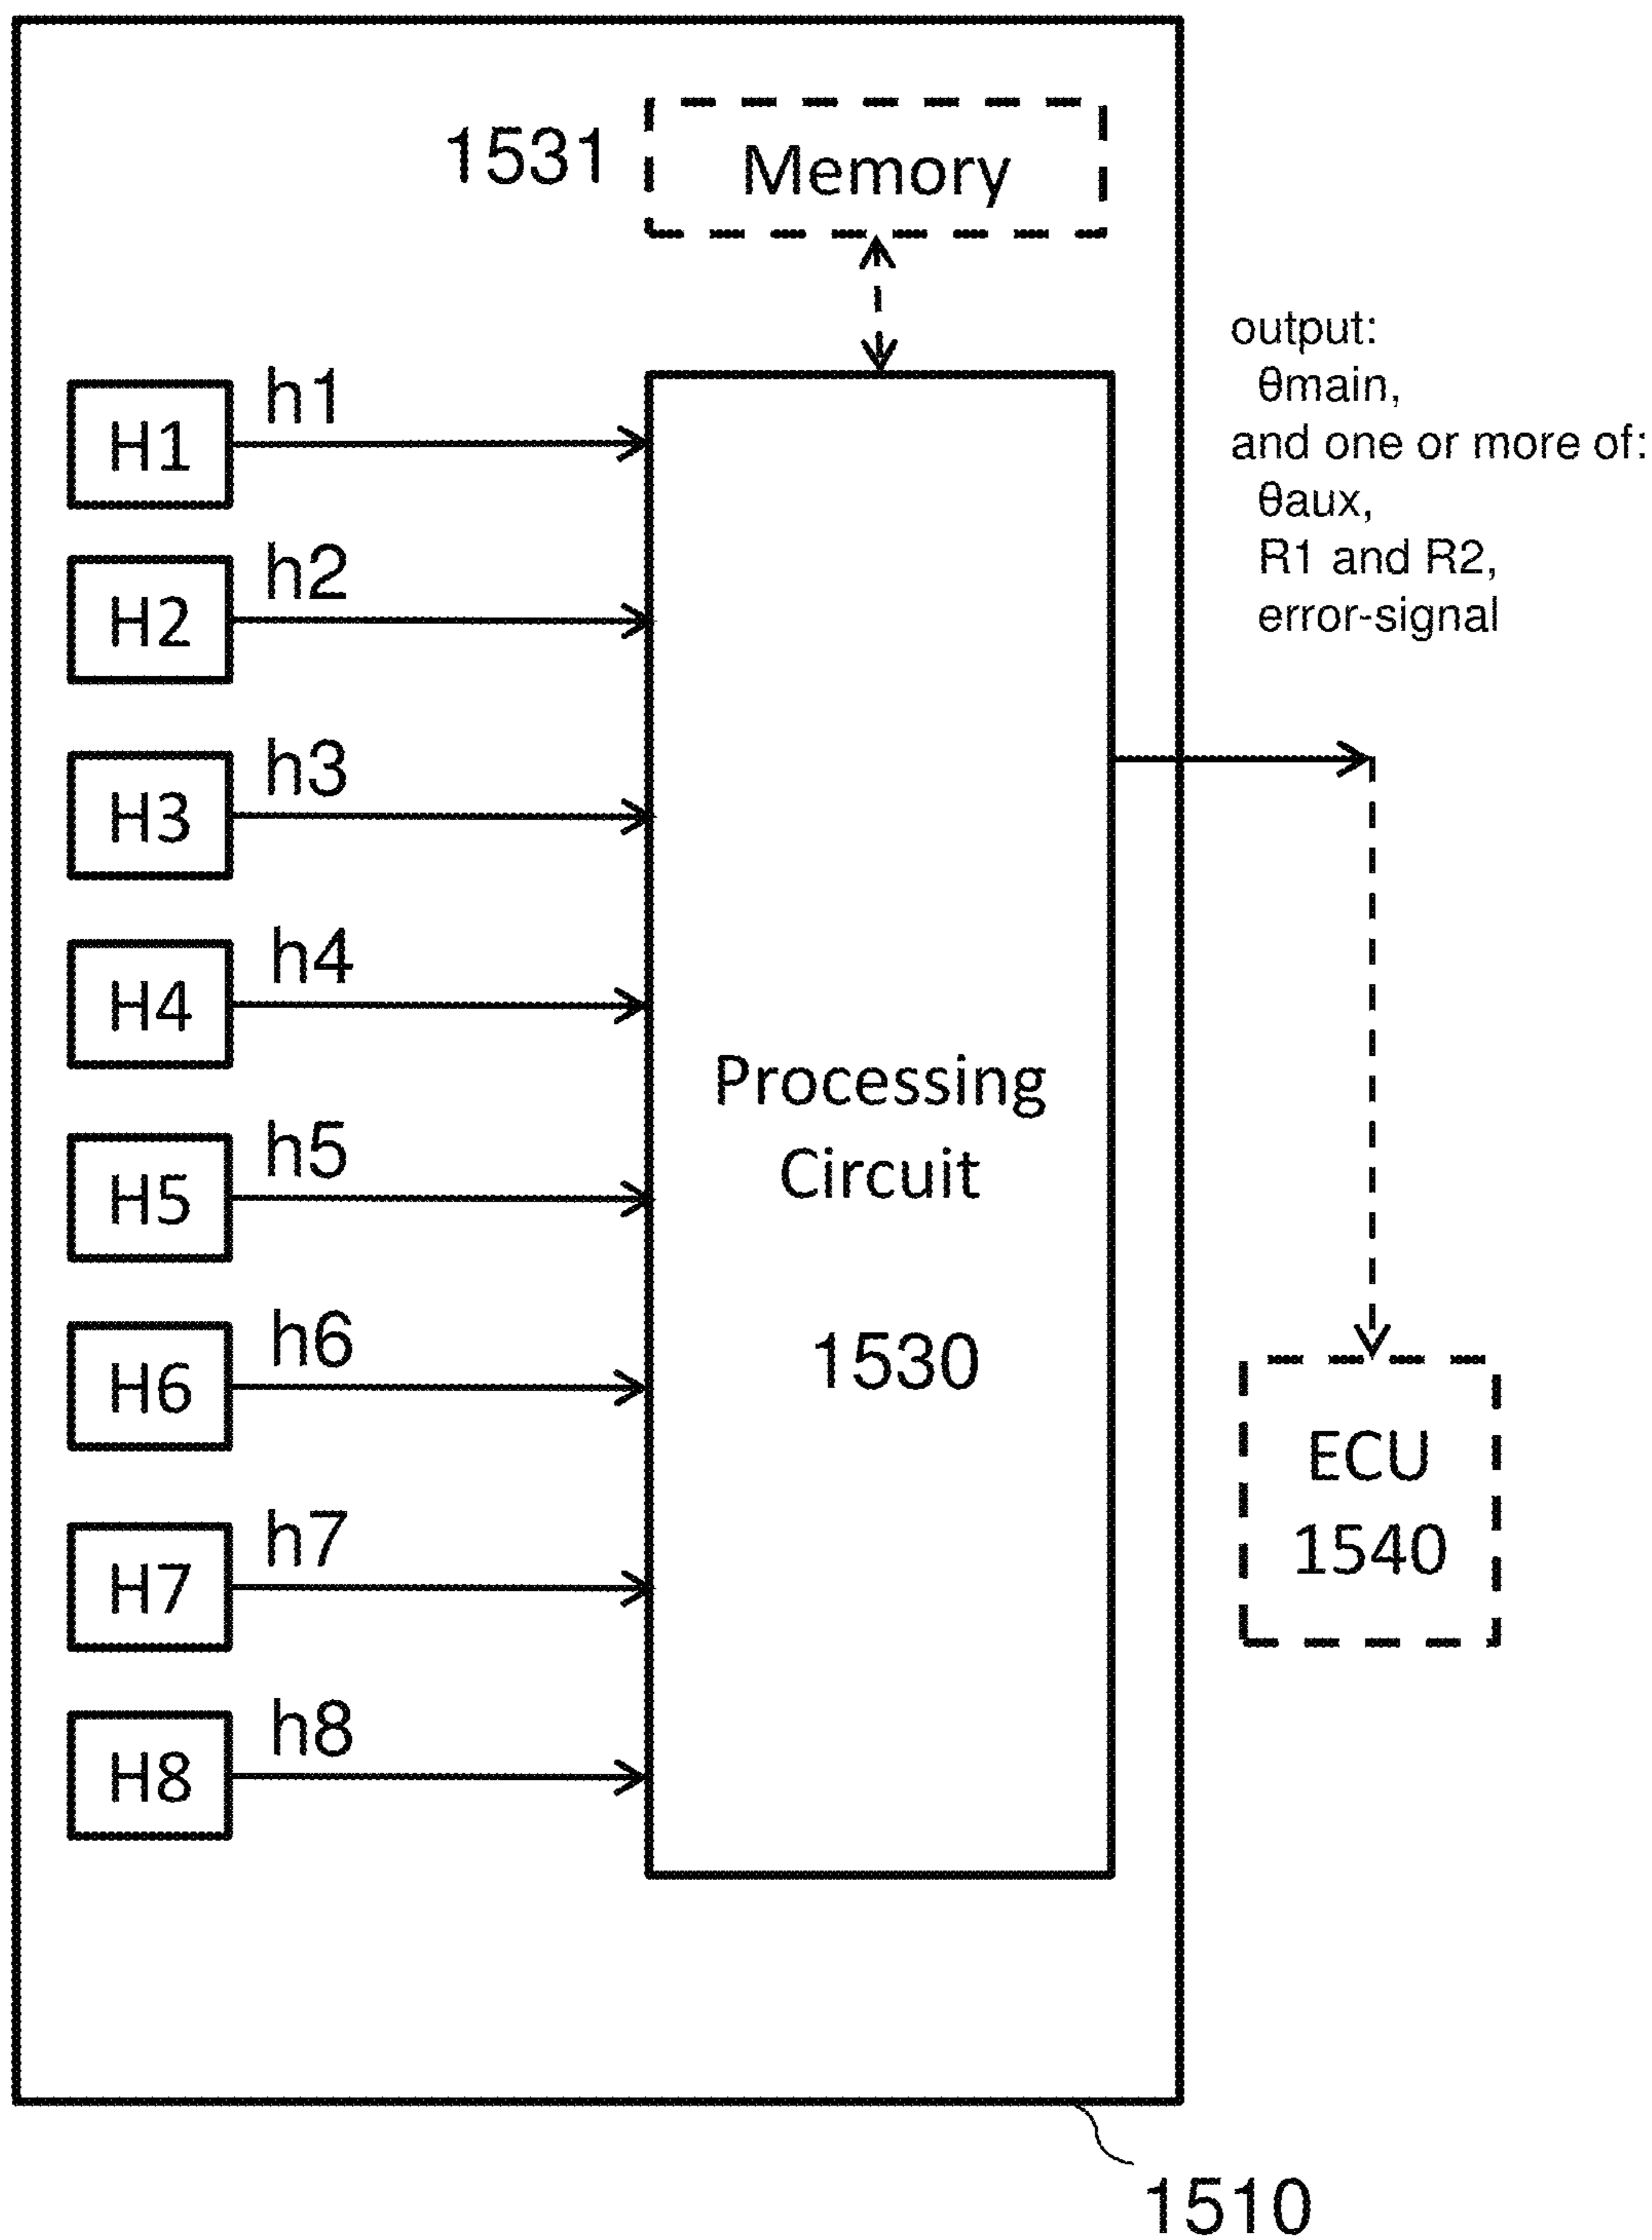 1531
Memory
output:
θmain,
and one or more of:
θaux,
R1 and R2,
error-signal
H1
h1
H2
h2
H3
h3
H4
h4
H5
h5
H6
h6
H7
h7
H8
h8
Processing
Circuit
1530
ECU
1540
1510